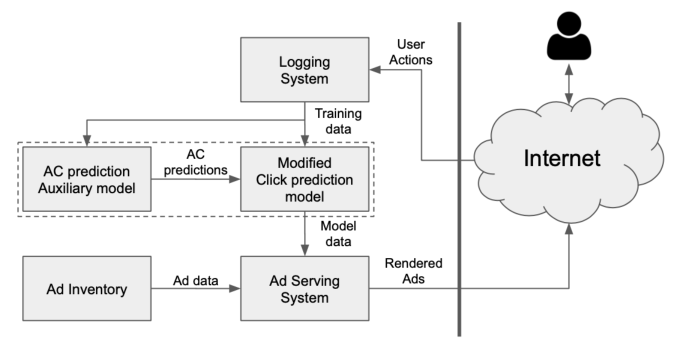 User
Actions
Logging
System
Training
data
AC prediction
Auxiliary model
AC
predictions
Modified
Click prediction
model
Internet
Model
data
Ad Inventory
Ad data
Ad Serving
System
Rendered
Ads